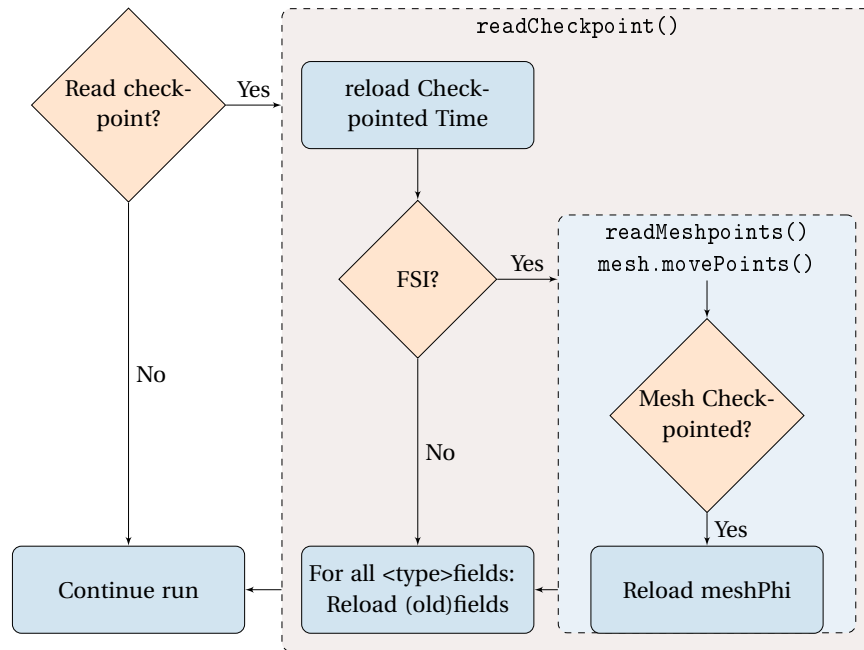 readCheckpoint()
Read check-
point?
Yes
reload Check-
pointed Time
readMeshpoints()
mesh.movePoints()
FSI?
Yes
No
Mesh Check-
pointed?
No
Yes
Continue run
For all <type>fields:
Reload (old)fields
Reload meshPhi